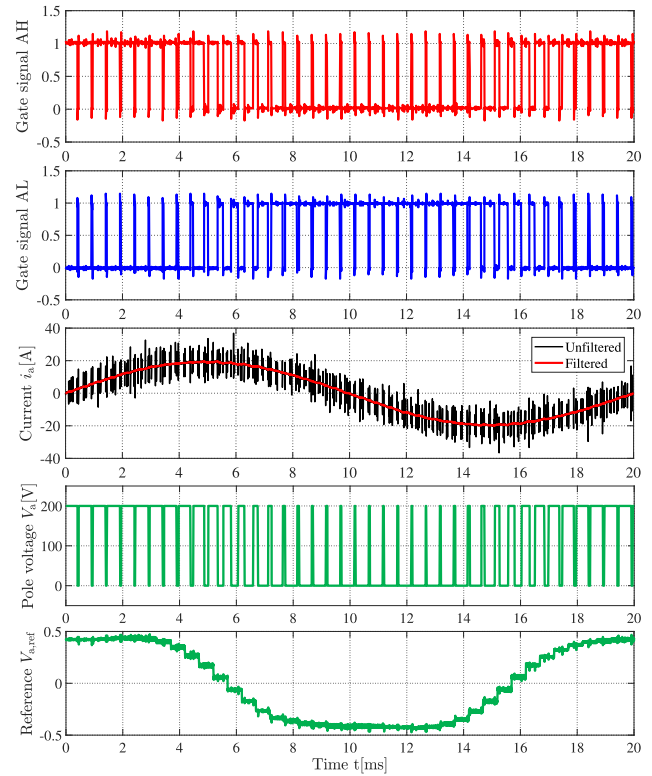 1.5
1
0.5
0
-0.5
Gate signal AH
0 2 4 6 8 10 12 14 16 18 20
1.5
1
0.5
0
-0.5
Gate signal AL
0 2 4 6 8 10 12 14 16 18 20
40
20
0
-20
-40
Current iₐ[A]
Unfiltered
Filtered
0 2 4 6 8 10 12 14 16 18 20
200
100
0
Pole voltage Vₐ[V]
0 2 4 6 8 10 12 14 16 18 20
0.5
0
-0.5
Reference V_{a,ref}
0 2 4 6 8 10 12 14 16 18 20
Time t[ms]